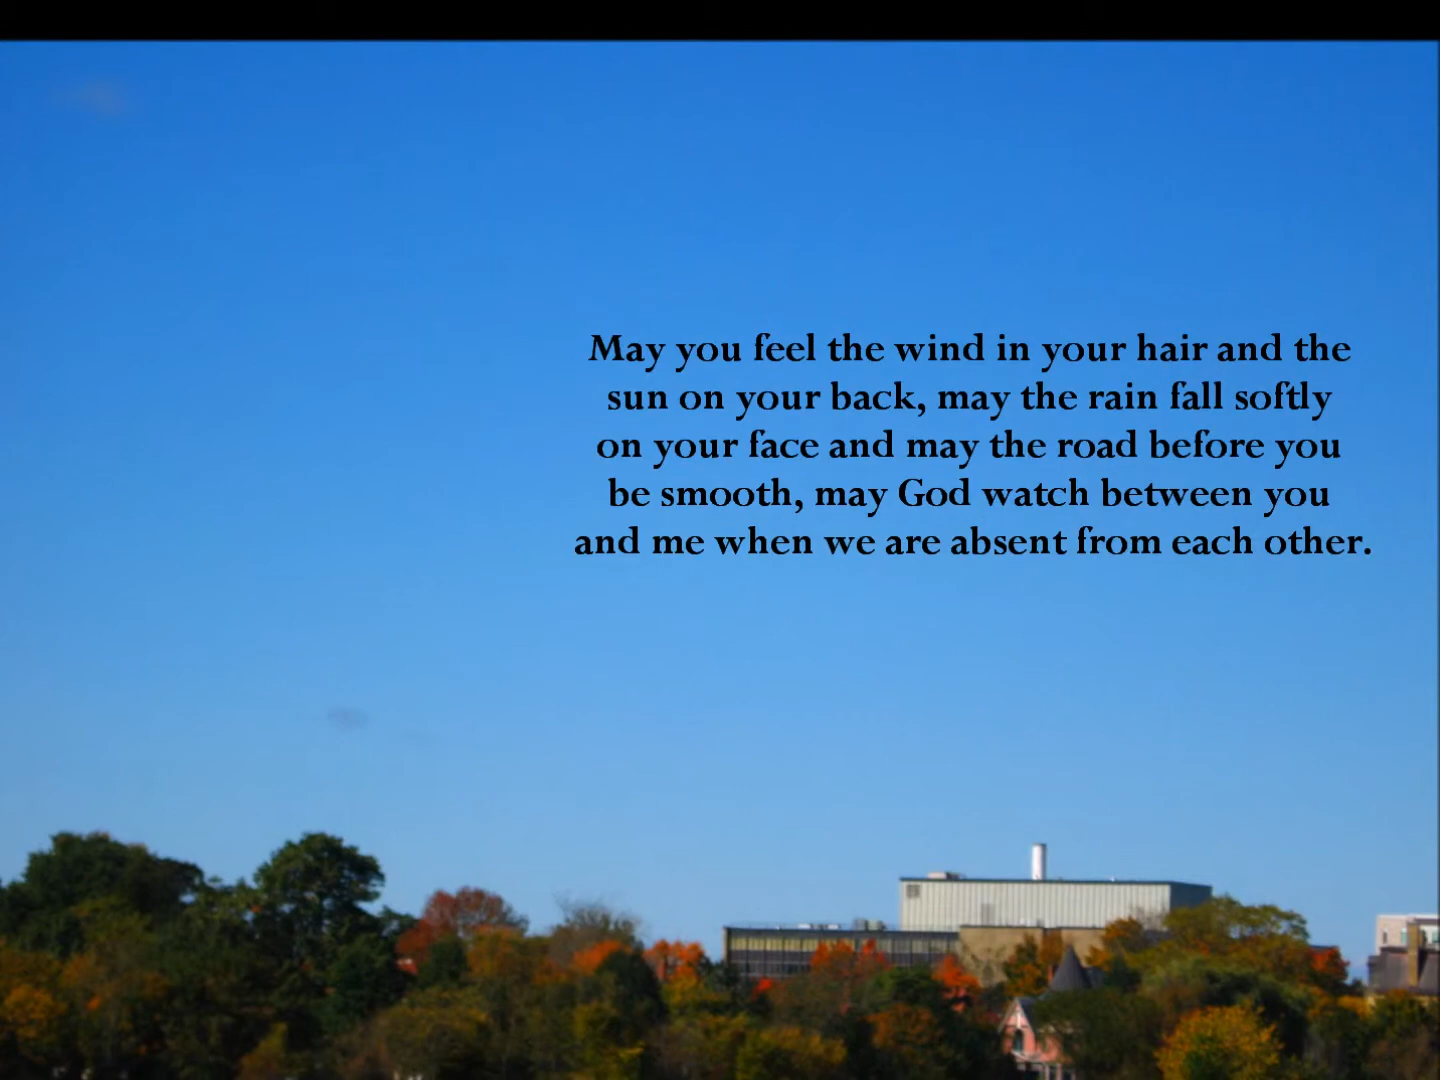 May you feel the wind in your hair and the
sun on your back, may the rain fall softly
on your face and may the road before you
be smooth, may God watch between you
and me when we are absent from each other.